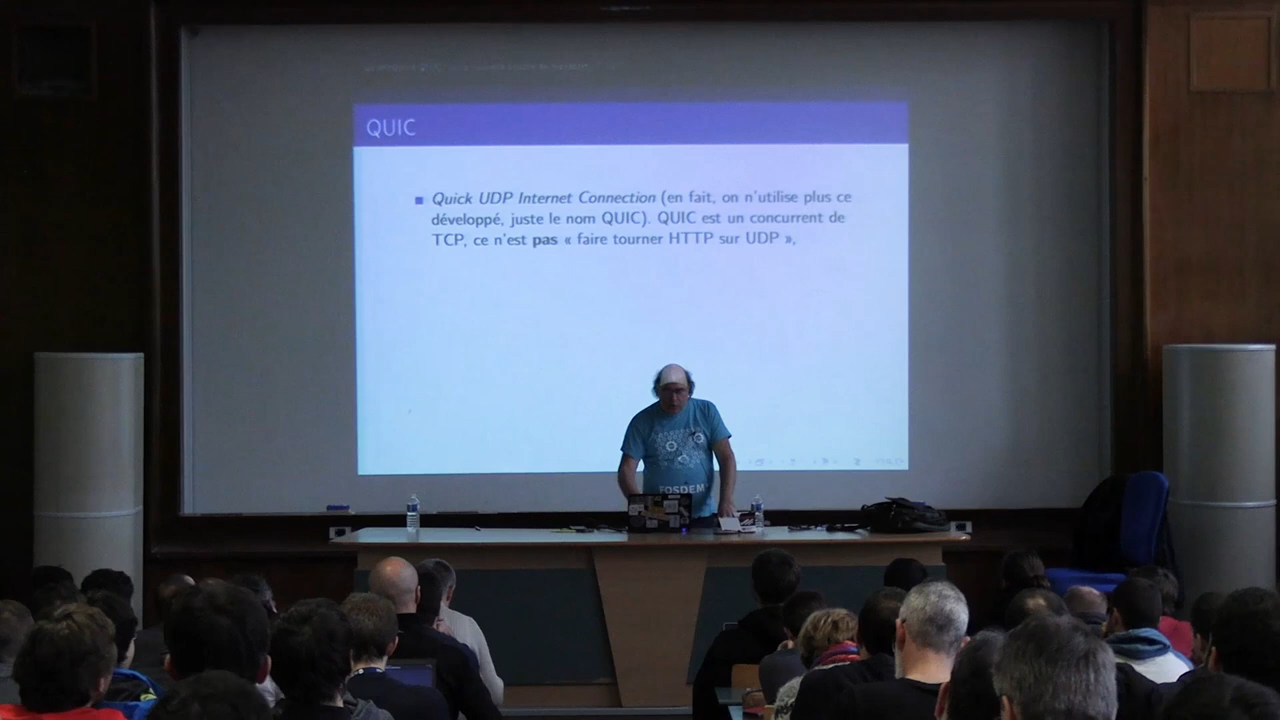 QUIC
Quick UDP Internet Connection (en fait, on n'utilise plus ce
développé, juste le nom QUIC). QUIC est un concurrent de
TCP, ce n'est pas « faire tourner HTTP sur UDP »,
FOSDEM